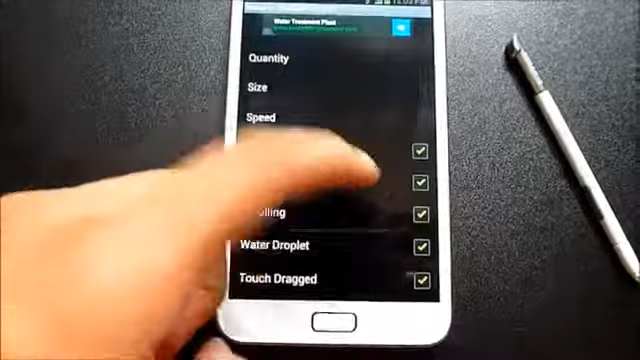 Water Treatment Plant
Quantity
Size
Speed
olling
Water Droplet
Touch Dragged